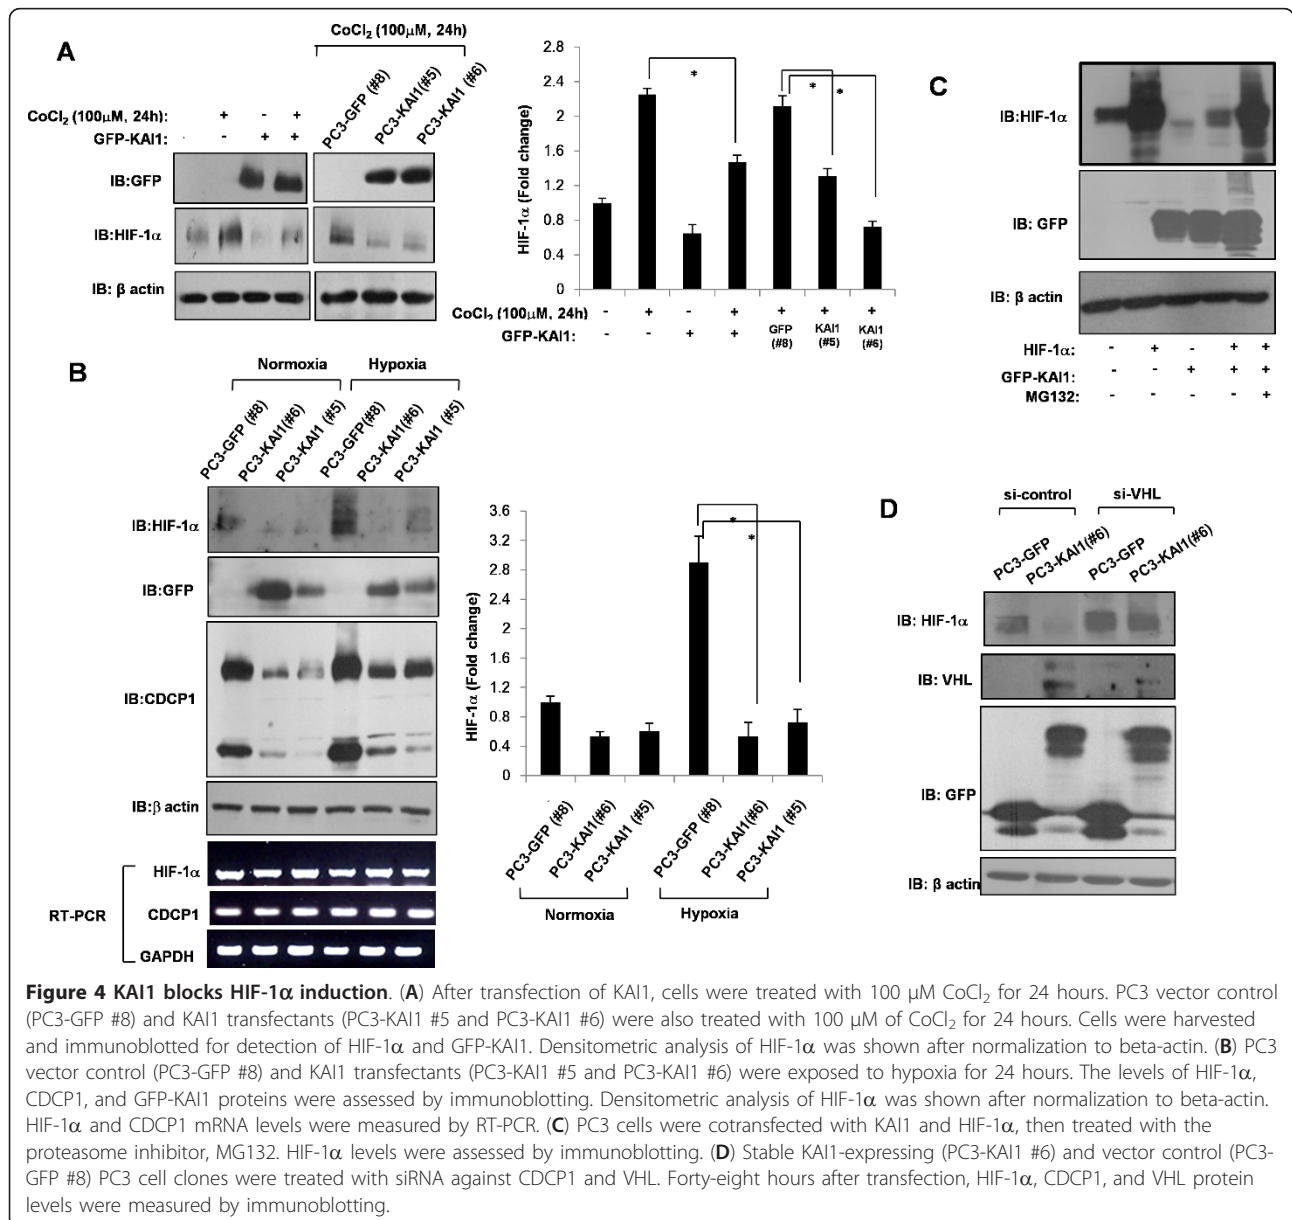 A
CoCl2 (100µM, 24h)
PC3-GFP (#8)
PC3-KAI1(#5)
PC3-KAI1 (#6)
CoCl2 (100µM, 24h): - + - +
GFP-KAI1: - - + +
IB:GFP
IB:HIF-1α
IB: β actin
HIF-1α (Fold change)
2.8
2.4
2
1.6
1.2
0.8
0.4
0
*
* *
CoCl2 (100µM, 24h) - + - + + + +
GFP-KAI1: - - + + GFP (#8) KAI1 (#5) KAI1 (#6)
B
Normoxia Hypoxia
PC3-GFP (#8)
PC3-KAI1(#6)
PC3-KAI1 (#5)
PC3-GFP(#8)
PC3-KAI1(#6)
PC3-KAI1 (#5)
IB:HIF-1α
IB:GFP
IB:CDCP1
IB:β actin
RT-PCR
HIF-1α
CDCP1
GAPDH
HIF-1α (Fold change)
3.6
3.2
2.8
2.4
2
1.6
1.2
0.8
0.4
0
*
*
PC3-GFP (#8)
PC3-KAI1(#6)
PC3-KAI1 (#5)
PC3-GFP (#8)
PC3-KAI1(#6)
PC3-KAI1 (#5)
Normoxia Hypoxia
C
IB:HIF-1α
IB: GFP
IB: β actin
HIF-1α: - + - + +
GFP-KAI1: - - + + +
MG132: - - - - +
D
si-control si-VHL
PC3-GFP
PC3-KAI1(#6)
PC3-GFP
PC3-KAI1(#6)
IB: HIF-1α
IB: VHL
IB: GFP
IB: β actin
Figure 4 KAI1 blocks HIF-1α induction. (A) After transfection of KAI1, cells were treated with 100 μM CoCl2 for 24 hours. PC3 vector control
(PC3-GFP #8) and KAI1 transfectants (PC3-KAI1 #5 and PC3-KAI1 #6) were also treated with 100 μM of CoCl2 for 24 hours. Cells were harvested
and immunoblotted for detection of HIF-1α and GFP-KAI1. Densitometric analysis of HIF-1α was shown after normalization to beta-actin. (B) PC3
vector control (PC3-GFP #8) and KAI1 transfectants (PC3-KAI1 #5 and PC3-KAI1 #6) were exposed to hypoxia for 24 hours. The levels of HIF-1α,
CDCP1, and GFP-KAI1 proteins were assessed by immunoblotting. Densitometric analysis of HIF-1α was shown after normalization to beta-actin.
HIF-1α and CDCP1 mRNA levels were measured by RT-PCR. (C) PC3 cells were cotransfected with KAI1 and HIF-1α, then treated with the
proteasome inhibitor, MG132. HIF-1α levels were assessed by immunoblotting. (D) Stable KAI1-expressing (PC3-KAI1 #6) and vector control (PC3-
GFP #8) PC3 cell clones were treated with siRNA against CDCP1 and VHL. Forty-eight hours after transfection, HIF-1α, CDCP1, and VHL protein
levels were measured by immunoblotting.